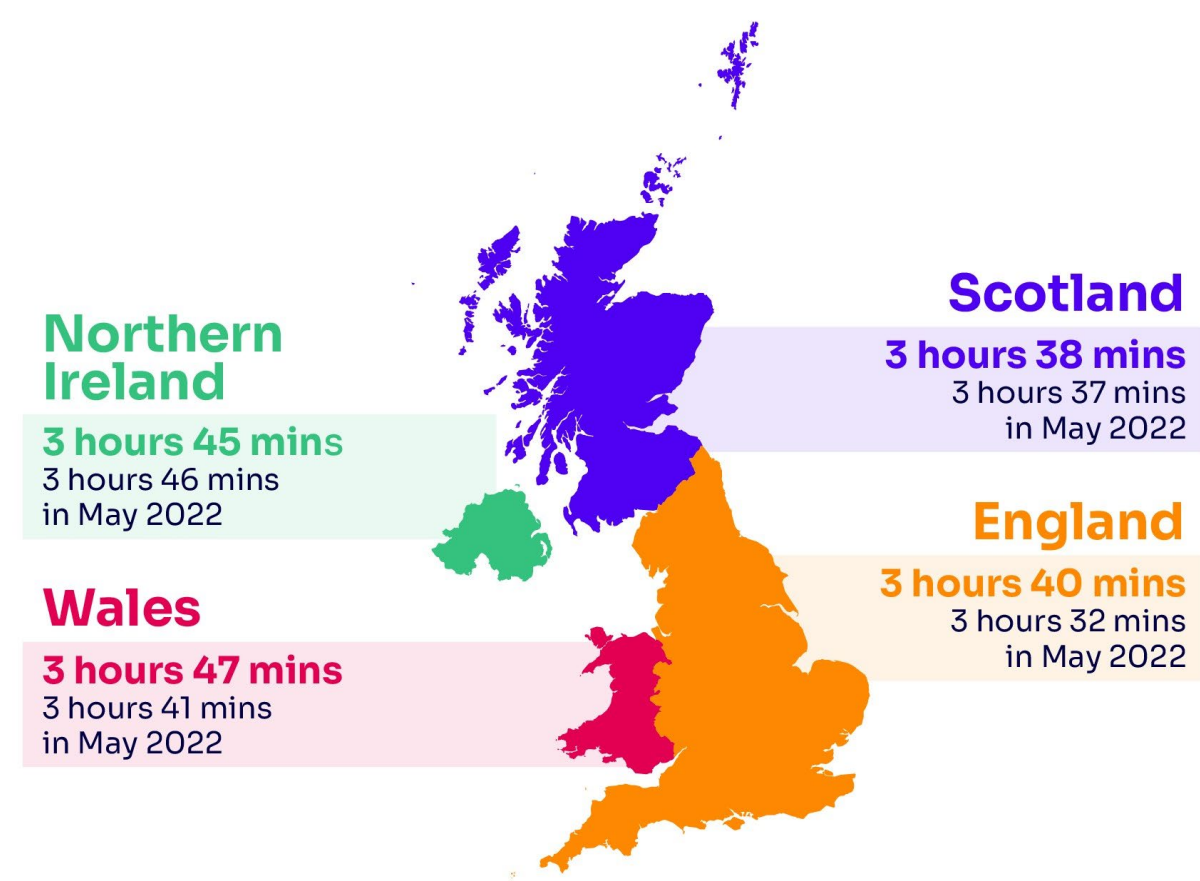 Northern
Ireland
3 hours 45 mins
3 hours 46 mins
in May 2022
Wales
3 hours 47 mins
3 hours 41 mins
in May 2022
Scotland
3 hours 38 mins
3 hours 37 mins
in May 2022
England
3 hours 40 mins
3 hours 32 mins
in May 2022